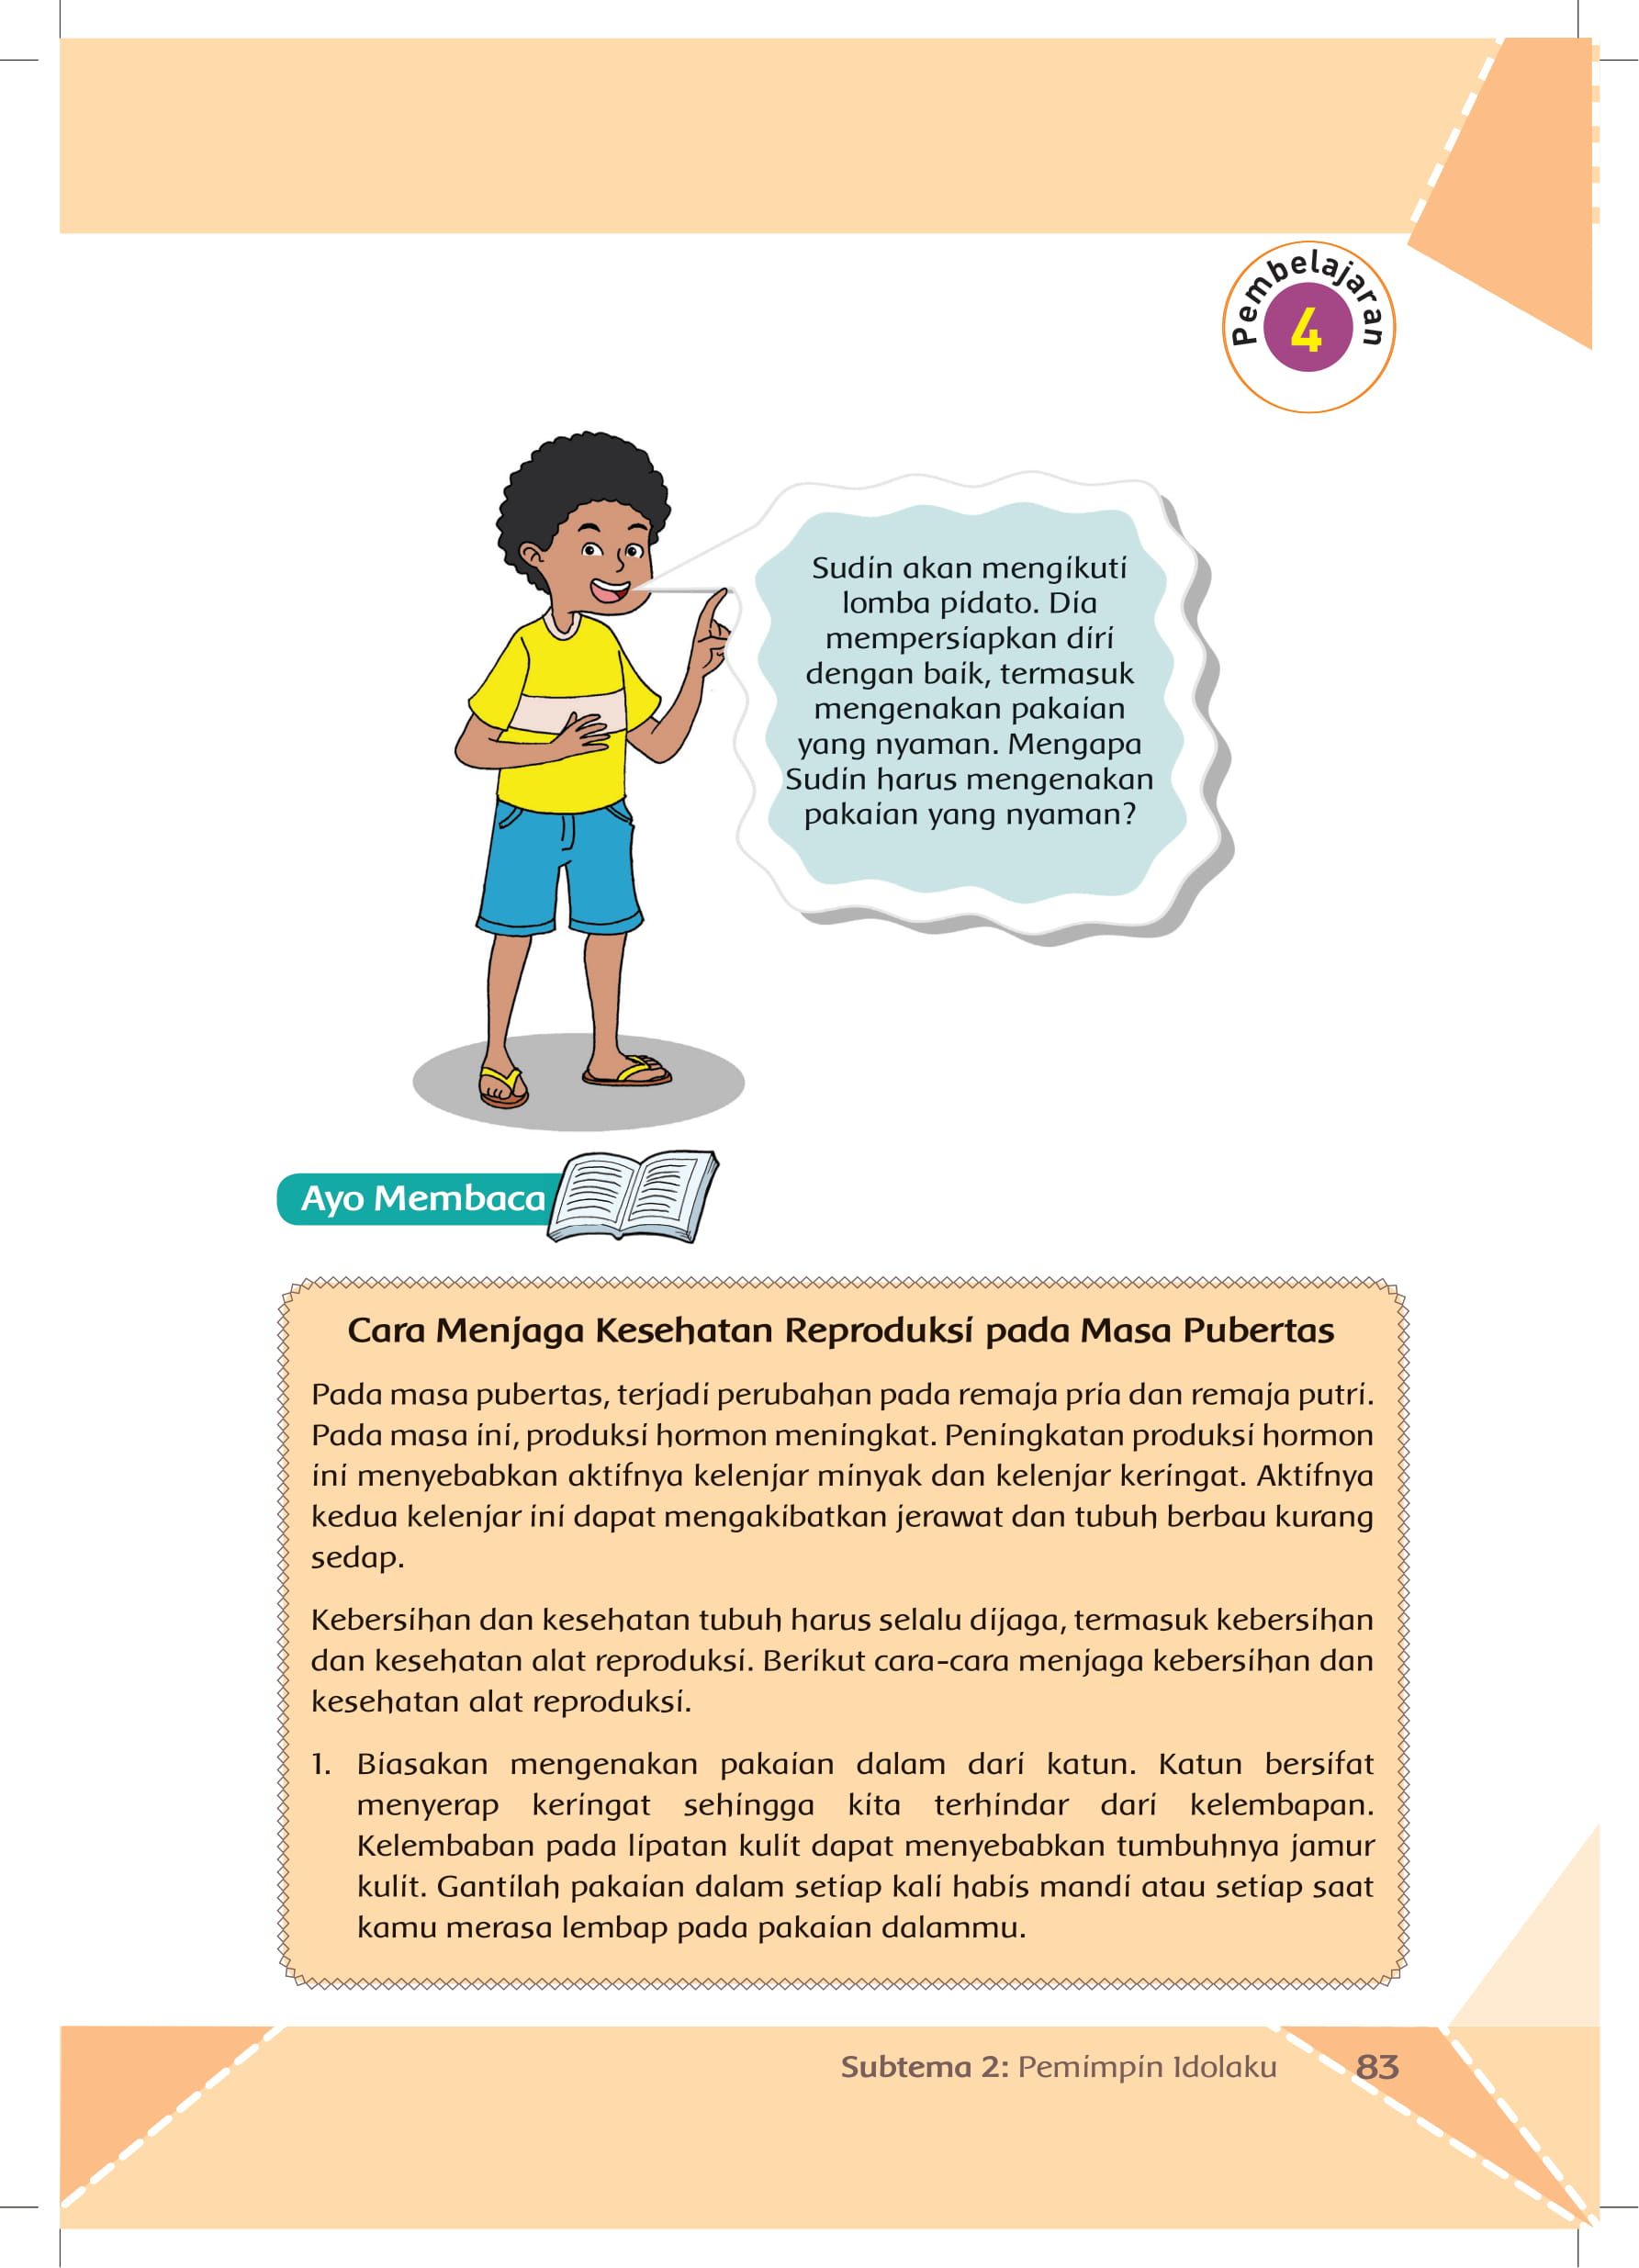 Pembelajaran
4
Sudin akan mengikuti
lomba pidato. Dia
mempersiapkan diri
dengan baik, termasuk
mengenakan pakaian
yang nyaman. Mengapa
Sudin harus mengenakan
pakaian yang nyaman?
Ayo Membaca
Cara Menjaga Kesehatan Reproduksi pada Masa Pubertas
Pada masa pubertas, terjadi perubahan pada remaja pria dan remaja putri.
Pada masa ini, produksi hormon meningkat. Peningkatan produksi hormon
ini menyebabkan aktifnya kelenjar minyak dan kelenjar keringat. Aktifnya
kedua kelenjar ini dapat mengakibatkan jerawat dan tubuh berbau kurang
sedap.
Kebersihan dan kesehatan tubuh harus selalu dijaga, termasuk kebersihan
dan kesehatan alat reproduksi. Berikut cara-cara menjaga kebersihan dan
kesehatan alat reproduksi.
1. Biasakan mengenakan pakaian dalam dari katun. Katun bersifat
menyerap keringat sehingga kita terhindar dari kelembapan.
Kelembaban pada lipatan kulit dapat menyebabkan tumbuhnya jamur
kulit. Gantilah pakaian dalam setiap kali habis mandi atau setiap saat
kamu merasa lembap pada pakaian dalammu.
Subtema 2: Pemimpin Idolaku 83